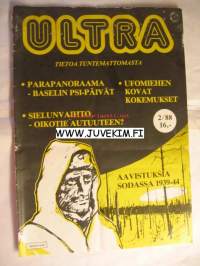 ULTRA
TIETOA TUNTEMATTOMASTA
• PARAPANORAAMA
- BASELIN PSI-PÄIVÄT
• UFOMIEHEN
KOVAT
KOKEMUKSET
• SIELUNVAIHTO
- OIKOTIE AUTUUTEEN?
2/88
16,-
WWW.JUVEKIM.FI
AAVISTUKSIA
SODASSA 1939-44